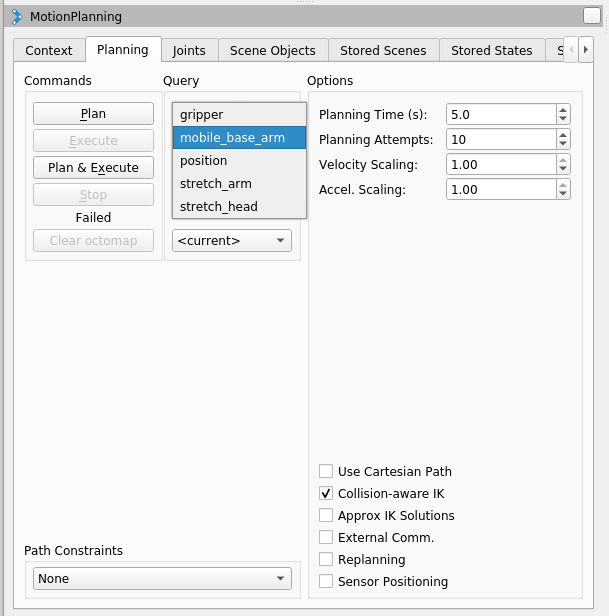 MotionPlanning
Context Planning Joints Scene Objects Stored Scenes Stored States
Commands Query Options
Plan
Execute
Plan & Execute
Stop
Failed
Clear octomap
gripper
mobile_base_arm
position
stretch_arm
stretch_head
<current>
Planning Time (s): 5.0
Planning Attempts: 10
Velocity Scaling: 1.00
Accel. Scaling: 1.00
Use Cartesian Path
Collision-aware IK
Approx IK Solutions
External Comm.
Replanning
Sensor Positioning
Path Constraints
None